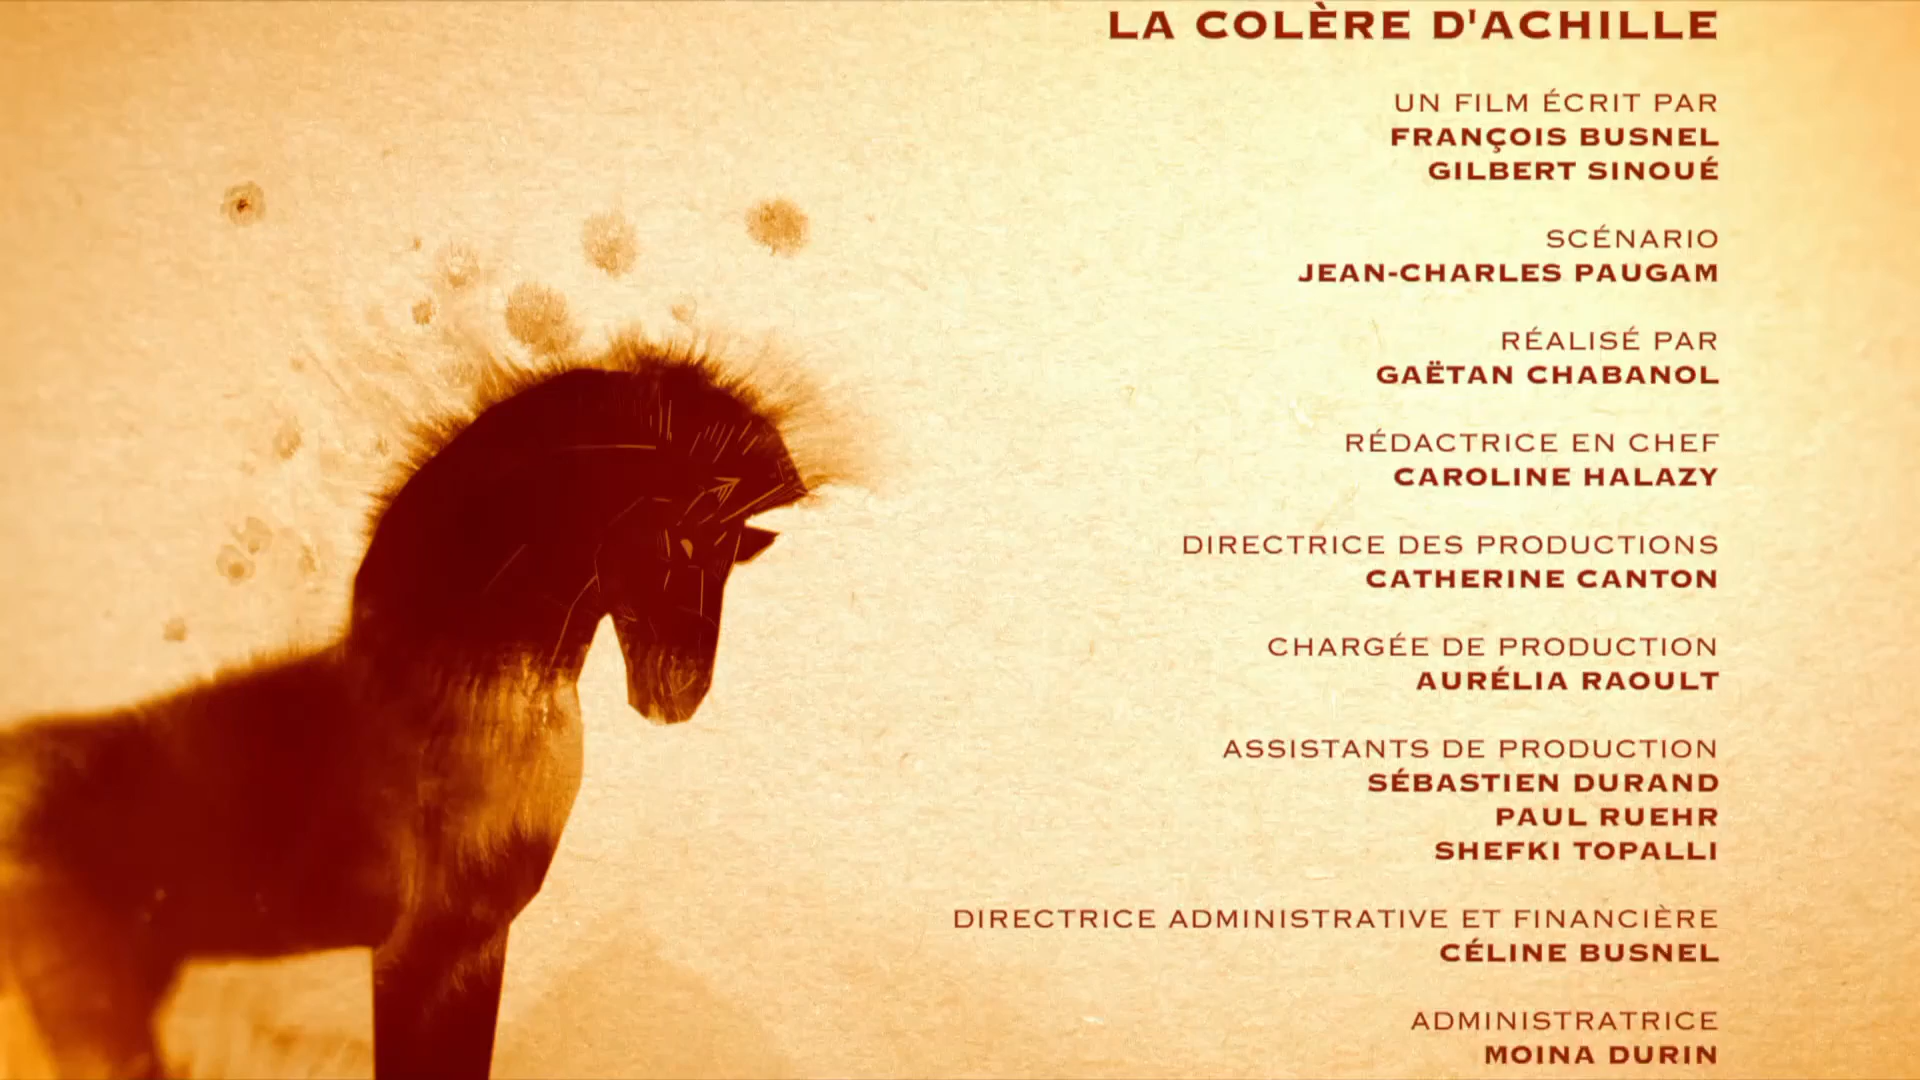 LA COLÈRE D'ACHILLE
UN FILM ÉCRIT PAR
FRANÇOIS BUSNEL
GILBERT SINOUÉ
SCÉNARIO
JEAN-CHARLES PAUGAM
RÉALISÉ PAR
GAËTAN CHABANOL
RÉDACTRICE EN CHEF
CAROLINE HALAZY
DIRECTRICE DES PRODUCTIONS
CATHERINE CANTON
CHARGÉE DE PRODUCTION
AURÉLIA RAOULT
ASSISTANTS DE PRODUCTION
SÉBASTIEN DURAND
PAUL RUEHR
SHEFKI TOPALLI
DIRECTRICE ADMINISTRATIVE ET FINANCIÈRE
CÉLINE BUSNEL
ADMINISTRATRICE
MOINA DURIN